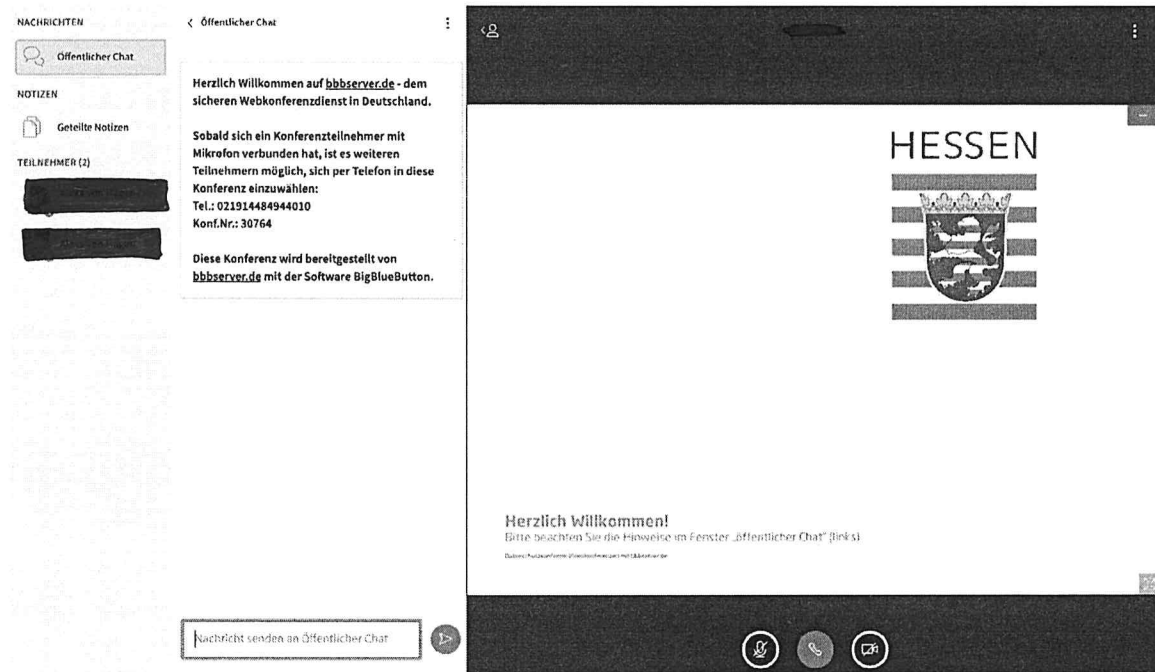 NACHRICHTEN
Öffentlicher Chat
NOTIZEN
Geteilte Notizen
TEILNEHMER (2)
Öffentlicher Chat
Herzlich Willkommen auf bbbserver.de - dem
sicheren Webkonferenzdienst in Deutschland.
Sobald sich ein Konferenzteilnehmer mit
Mikrofon verbunden hat, ist es weiteren
Teilnehmern möglich, sich per Telefon in diese
Konferenz einzuwählen:
Tel.: 021914484944010
Konf.Nr.: 30764
Diese Konferenz wird bereitgestellt von
bbbserver.de mit der Software BigBlueButton.
Nachricht senden an Öffentlicher Chat
HESSEN
Herzlich Willkommen!
Bitte beachten Sie die Hinweise im Fenster „öffentlicher Chat“ (links)